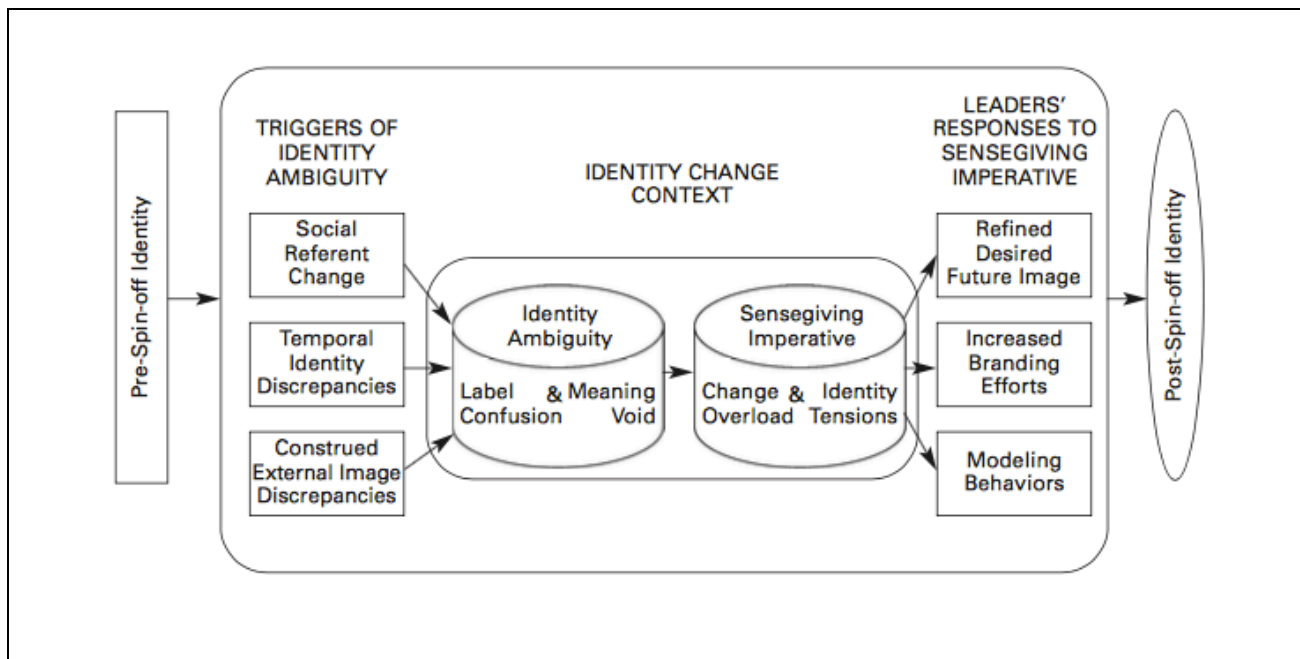 Pre-Spin-off Identity
TRIGGERS OF
IDENTITY
AMBIGUITY
Social
Referent
Change
Temporal
Identity
Discrepancies
Construed
External Image
Discrepancies
IDENTITY CHANGE
CONTEXT
Identity
Ambiguity
Label & Meaning
Confusion Void
Sensegiving
Imperative
Change & Identity
Overload Tensions
LEADERS'
RESPONSES TO
SENSEGIVING
IMPERATIVE
Refined
Desired
Future Image
Increased
Branding
Efforts
Modeling
Behaviors
Post-Spin-off Identity